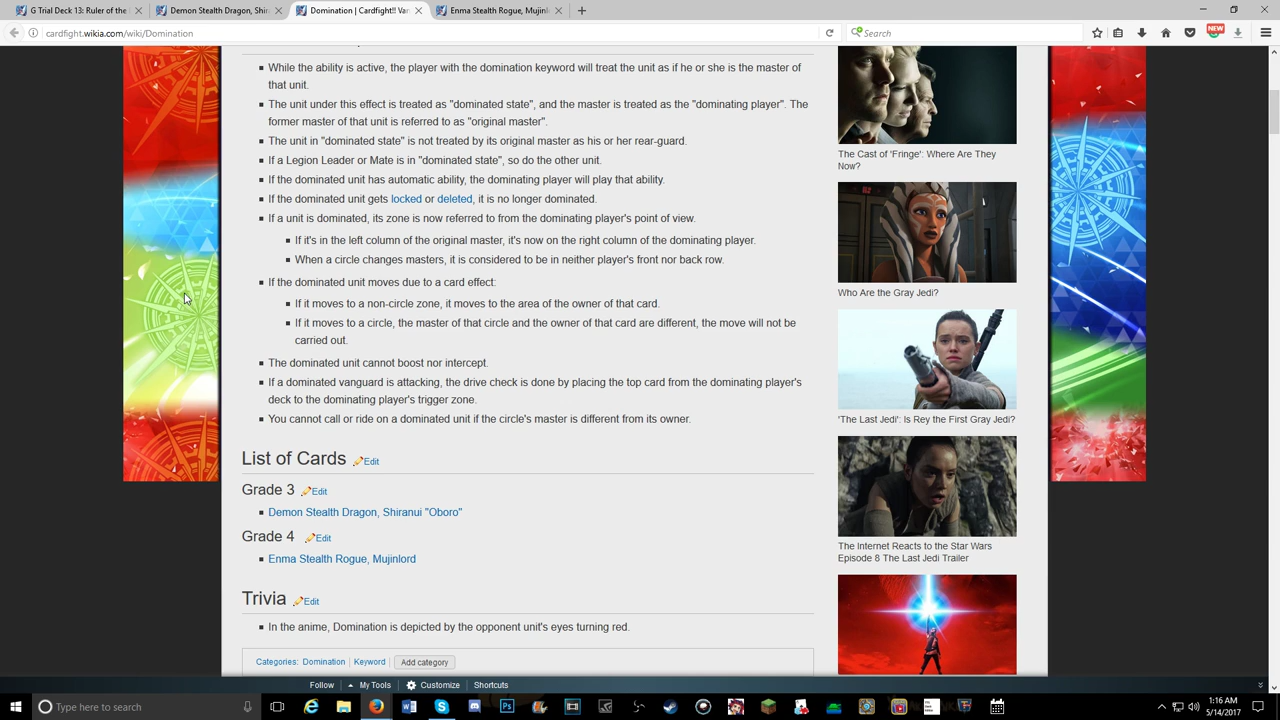 G Trial Deck 13: Ruler of the
Demon Stealth Dragon, Shir
Domination | Cardfight!! Van
Enma Stealth Rogue, Mujinl
cardfight.wikia.com/wiki/Domination
Search
NEW
While the ability is active, the player with the domination keyword will treat the unit as if he or she is the master of
that unit.
The unit under this effect is treated as "dominated state", and the master is treated as the "dominating player". The
former master of that unit is referred to as "original master".
The unit in "dominated state" is not treated by its original master as his or her rear-guard.
If a Legion Leader or Mate is in "dominated state", so do the other unit.
If the dominated unit has automatic ability, the dominating player will play that ability.
If the dominated unit gets locked or deleted, it is no longer dominated.
If a unit is dominated, its zone is now referred to from the dominating player's point of view.
If it's in the left column of the original master, it's now on the right column of the dominating player.
When a circle changes masters, it is considered to be in neither player's front nor back row.
If the dominated unit moves due to a card effect:
If it moves to a non-circle zone, it moves to the area of the owner of that card.
If it moves to a circle, the master of that circle and the owner of that card are different, the move will not be
carried out.
The dominated unit cannot boost nor intercept.
If a dominated vanguard is attacking, the drive check is done by placing the top card from the dominating player's
deck to the dominating player's trigger zone.
You cannot call or ride on a dominated unit if the circle's master is different from its owner.
List of Cards Edit
Grade 3 Edit
Demon Stealth Dragon, Shiranui "Oboro"
Grade 4 Edit
Enma Stealth Rogue, Mujinlord
Trivia Edit
In the anime, Domination is depicted by the opponent unit's eyes turning red.
Categories: Domination | Keyword | Add category
The Cast of 'Fringe': Where Are They
Now?
Who Are the Gray Jedi?
'The Last Jedi': Is Rey the First Gray Jedi?
The Internet Reacts to the Star Wars
Episode 8 The Last Jedi Trailer
Follow My Tools Customize Shortcuts
Type here to search
1:16 AM
5/14/2017